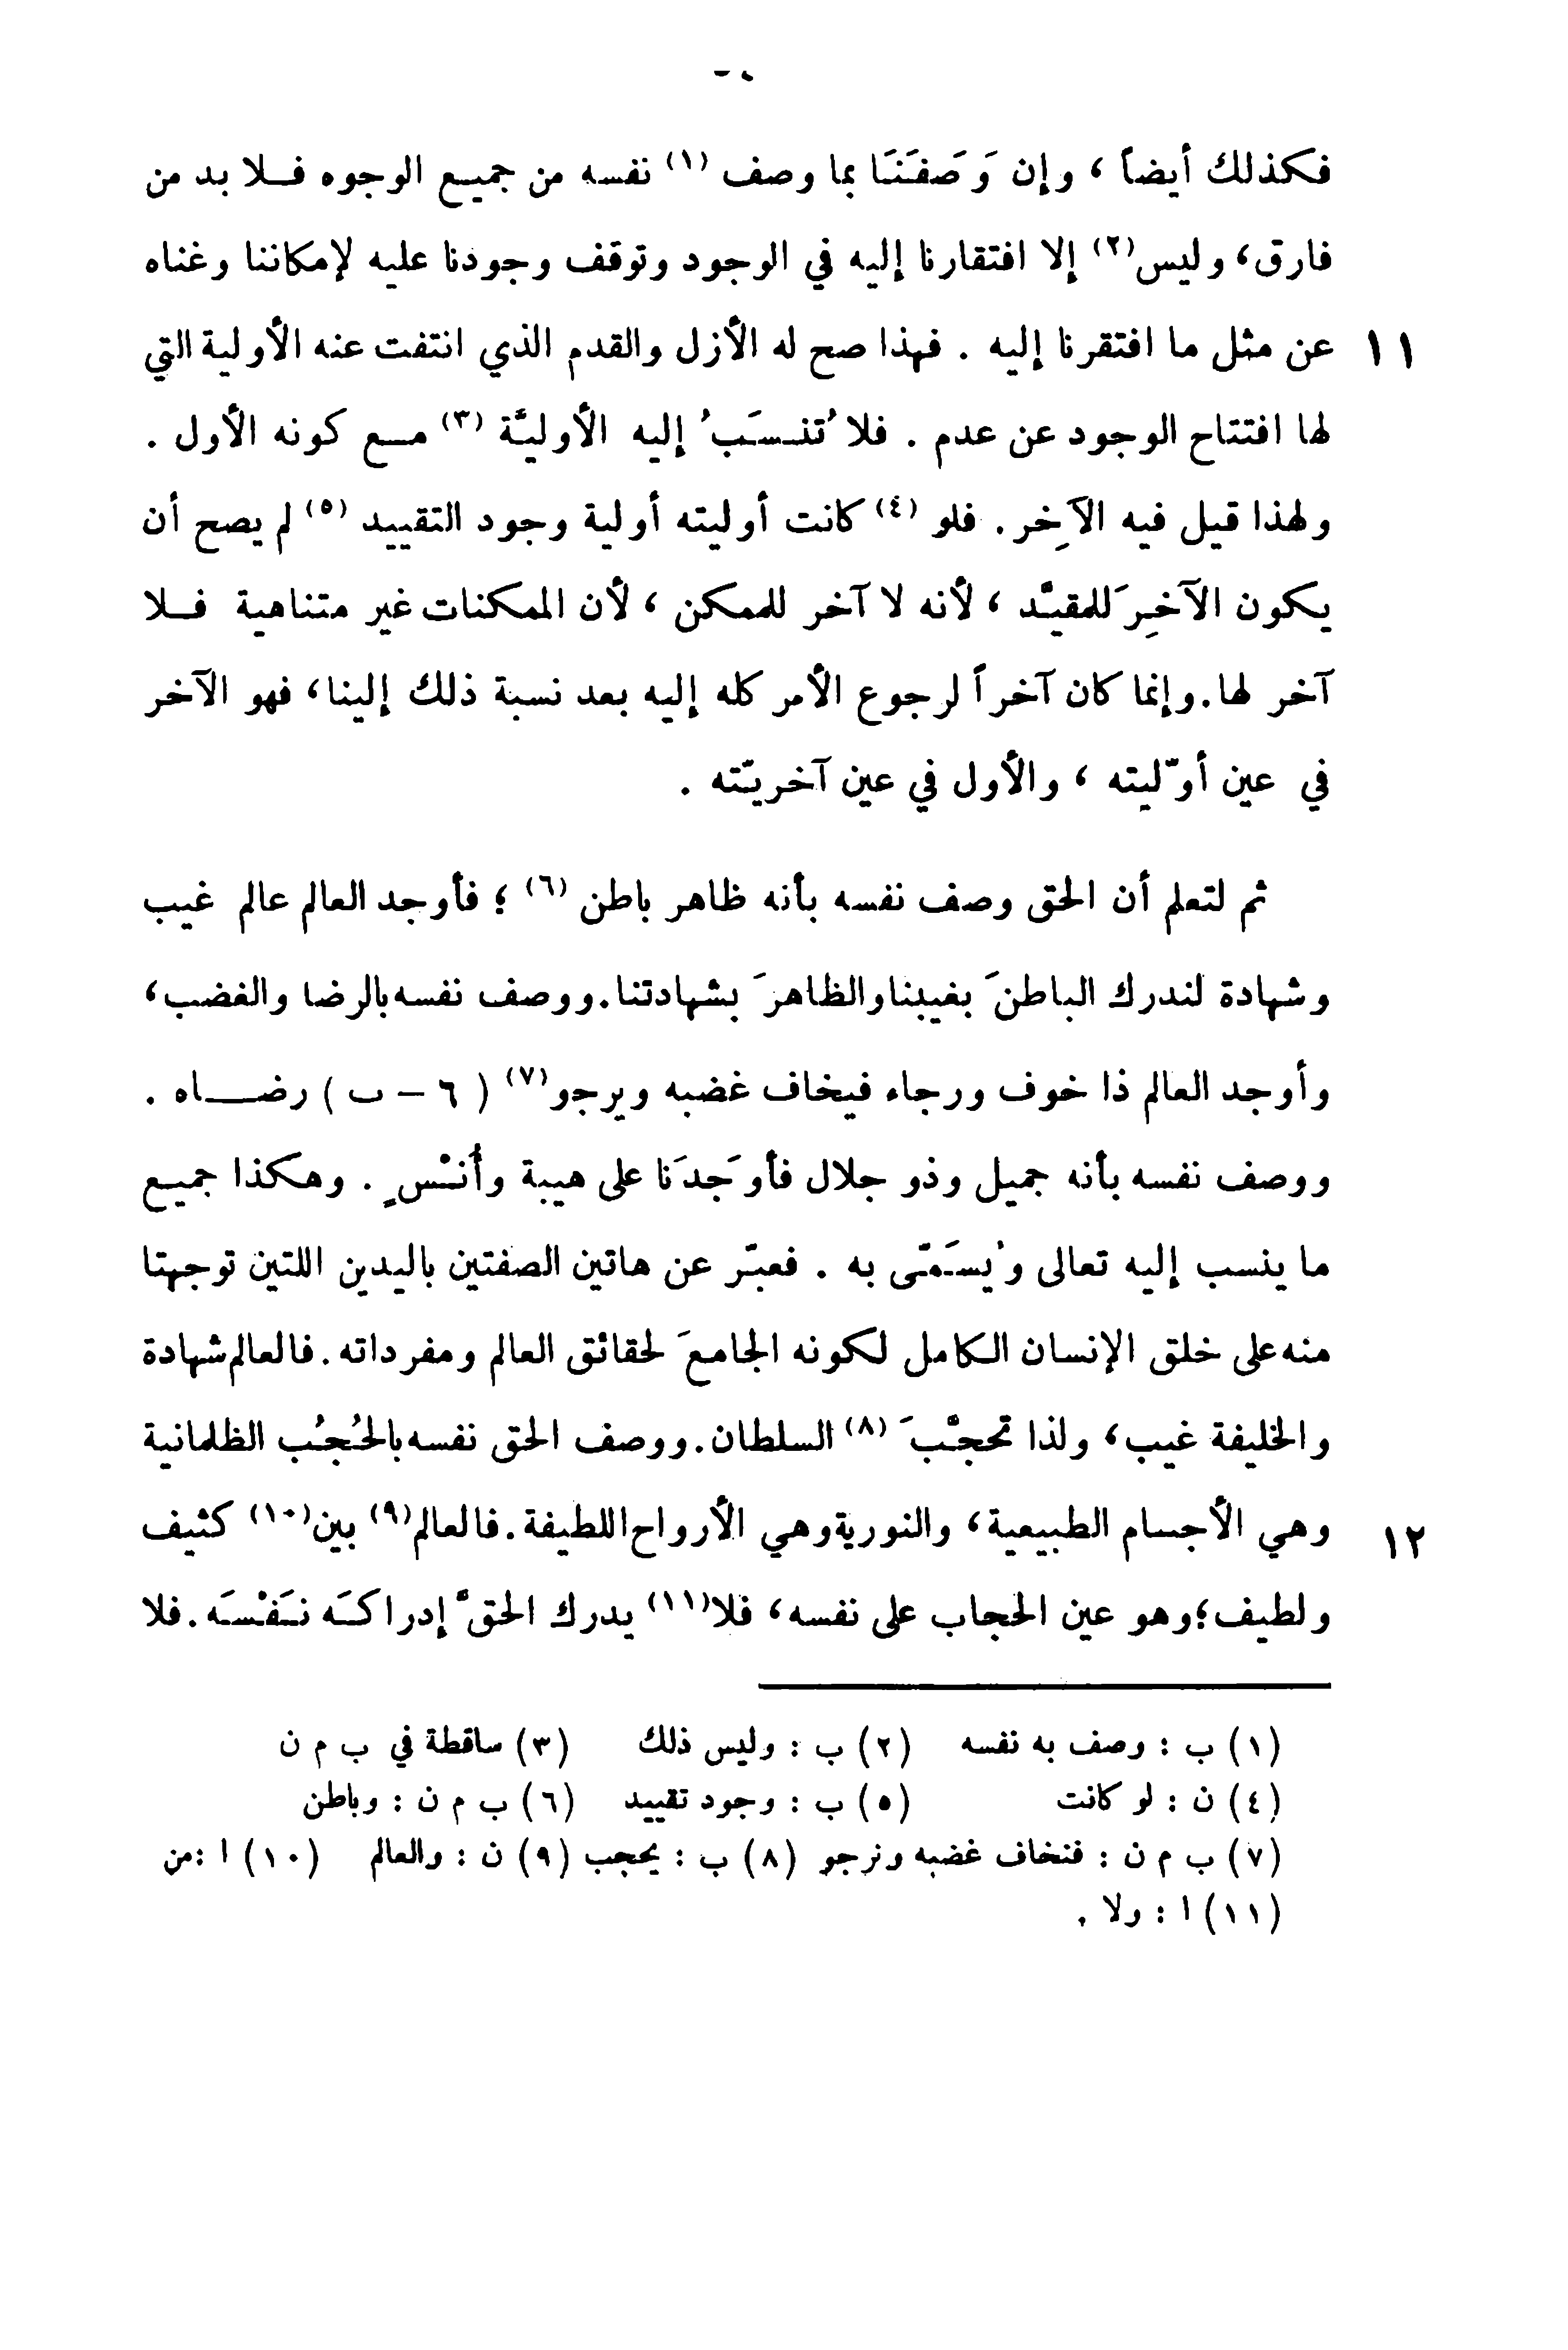 فكذلك أيضاً ، وإن وَصَفَنَا بما وصف (١) نفسه من جميع الوجوه فلا بد من
فارق، وليس(٢) إلا افتقارنا إليه في الوجود وتوقف وجودنا عليه لإمكاننا وغناه
١١ عن مثل ما افتقرنا إليه . فبهذا صح له الأزل والقدم الذي انتفت عنه الأولية التي
لها افتتاح الوجود عن عدم . فلا تُنسَبُ إليه الأوليَّة (٣) مع كونه الأول .
ولهذا قيل فيه الآخِر. فلو (٤) كانت أوليته أولية وجود التقييد (٥) لم يصح أن
يكون الآخِرَ للمقيَّد ، لأنه لا آخر للممكن ، لأن الممكنات غير متناهية فلا
آخر لها. وإنما كان آخراً لرجوع الأمر كله إليه بعد نسبة ذلك إلينا، فهو الآخر
في عين أوّليته ، والأول في عين آخريّته .
ثم لتعلم أن الحق وصف نفسه بأنه ظاهر باطن (٦) ؛ فأوجد العالم عالم غيب
وشهادة لندرك الباطنَ بغيبنا والظاهرَ بشهادتنا. ووصف نفسه بالرضا والغضب،
وأوجد العالم ذا خوف ورجاء فيخاف غضبه ويرجو(٧) ( ٦ – ب ) رضاه .
ووصف نفسه بأنه جميل وذو جلال فأوجَدَنا على هيبة وأُنْسٍ . وهكذا جميع
ما ينسب إليه تعالى ويُسَمّى به . فعبّر عن هاتين الصفتين باليدين اللتين توجهتا
منه على خلق الإنسان الكامل لكونه الجامعَ لحقائق العالم ومفرداته. فالعالم شهادة
والخليفة غيب، ولذا تحجَّبَ (٨) السلطان. ووصف الحق نفسه بالحُجُب الظلمانية
١٢ وهي الأجسام الطبيعية، والنورية وهي الأرواح اللطيفة. فالعالم(٩) بين(١٠) كثيف
ولطيف؛ وهو عين الحجاب على نفسه، فلا(١١) يدرك الحقَّ إدراكَه نَفْسَه. فلا
(١) ب : وصف به نفسه (٢) ب : وليس ذلك (٣) ساقطة في ب م ن
(٤) ن : لو كانت (٥) ب : وجود تقييد (٦) ب م ن : وباطن
(٧) ب م ن : فنخاف غضبه ونرجو (٨) ب : يحجب (٩) ن : والعالم (١٠) ا :من
(١١) ا : ولا .